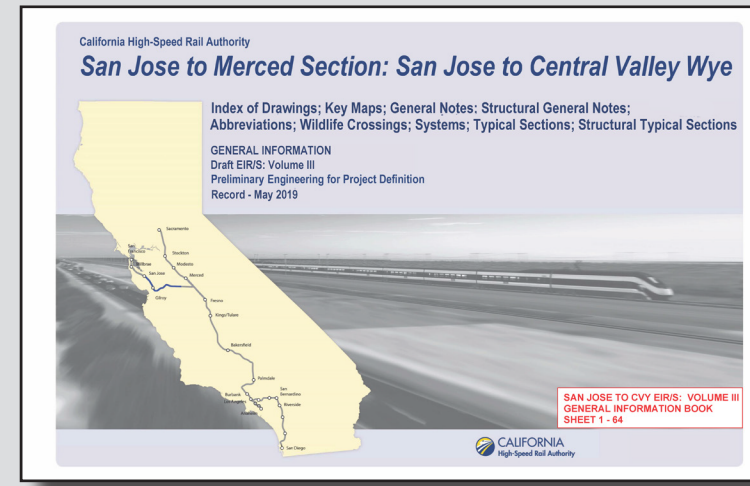 California High-Speed Rail Authority
San Jose to Merced Section: San Jose to Central Valley Wye
Index of Drawings; Key Maps; General Notes: Structural General Notes;
Abbreviations; Wildlife Crossings; Systems; Typical Sections; Structural Typical Sections
GENERAL INFORMATION
Draft EIR/S: Volume III
Preliminary Engineering for Project Definition
Record - May 2019
Sacramento
San
Stockton
Modesto
San Jose
Merced
Gilroy
Fresno
Kings/Tulare
Bakersfield
Palmdale
Burbank
San
Bernardino
Los Angeles
Riverside
Anaheim
San Diego
SAN JOSE TO CVY EIR/S: VOLUME III
GENERAL INFORMATION BOOK
SHEET 1 - 64
CALIFORNIA
High-Speed Rail Authority